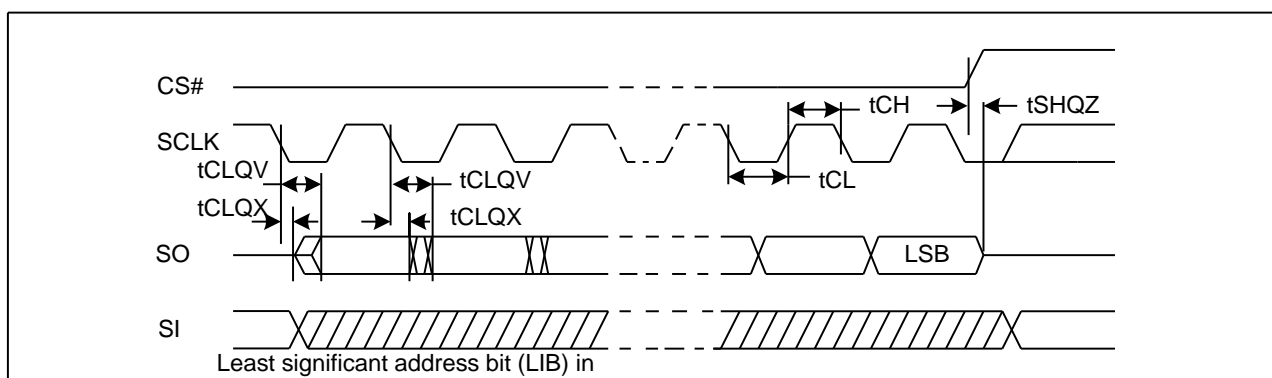 CS#
tCH
tSHQZ
SCLK
tCLQV
tCLQV
tCL
tCLQX
tCLQX
SO
LSB
SI
Least significant address bit (LIB) in